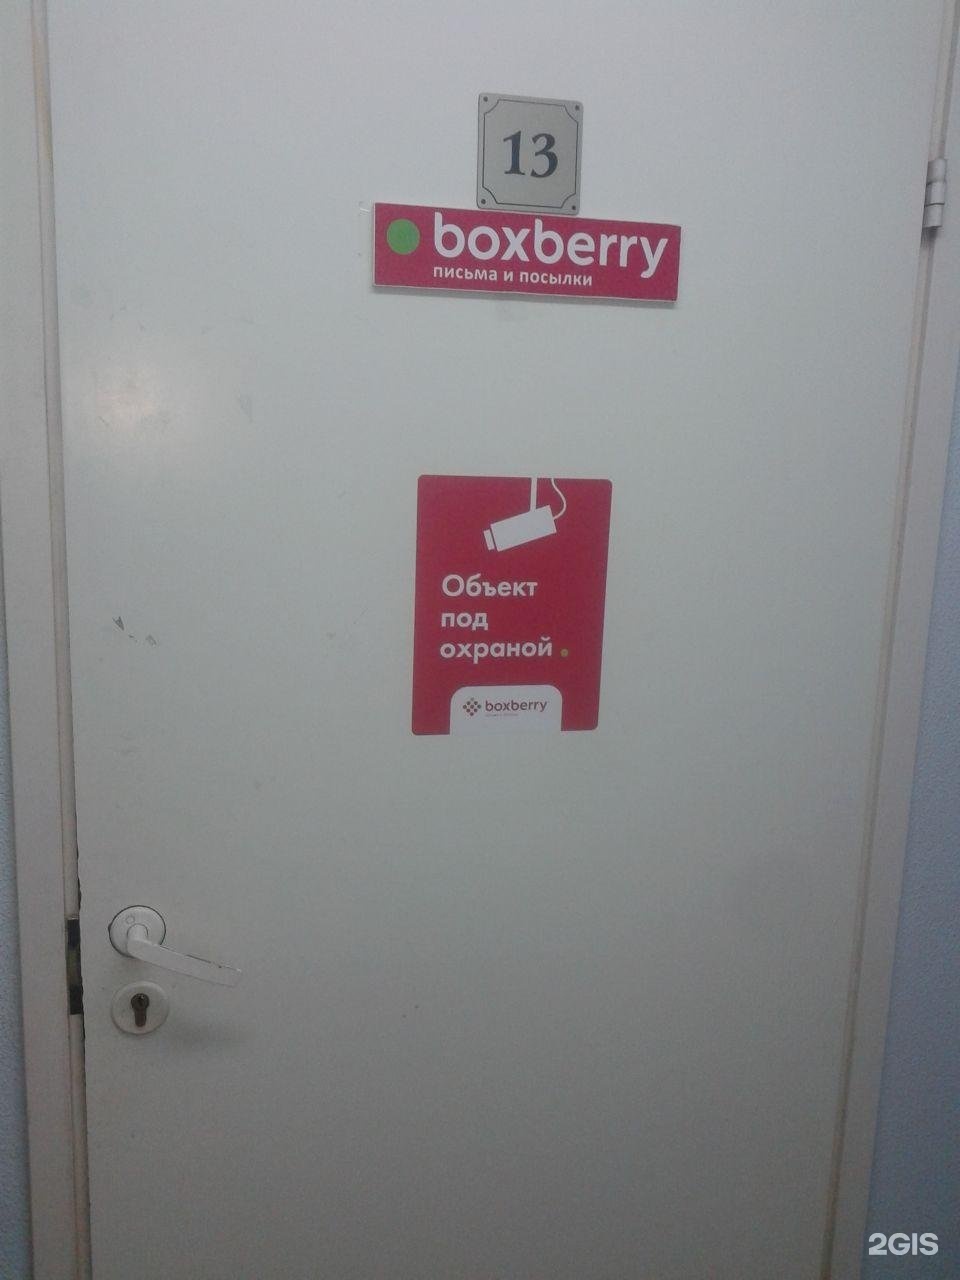 13
boxberry
письма и посылки
Объект
под
охраной.
boxberry
2GIS